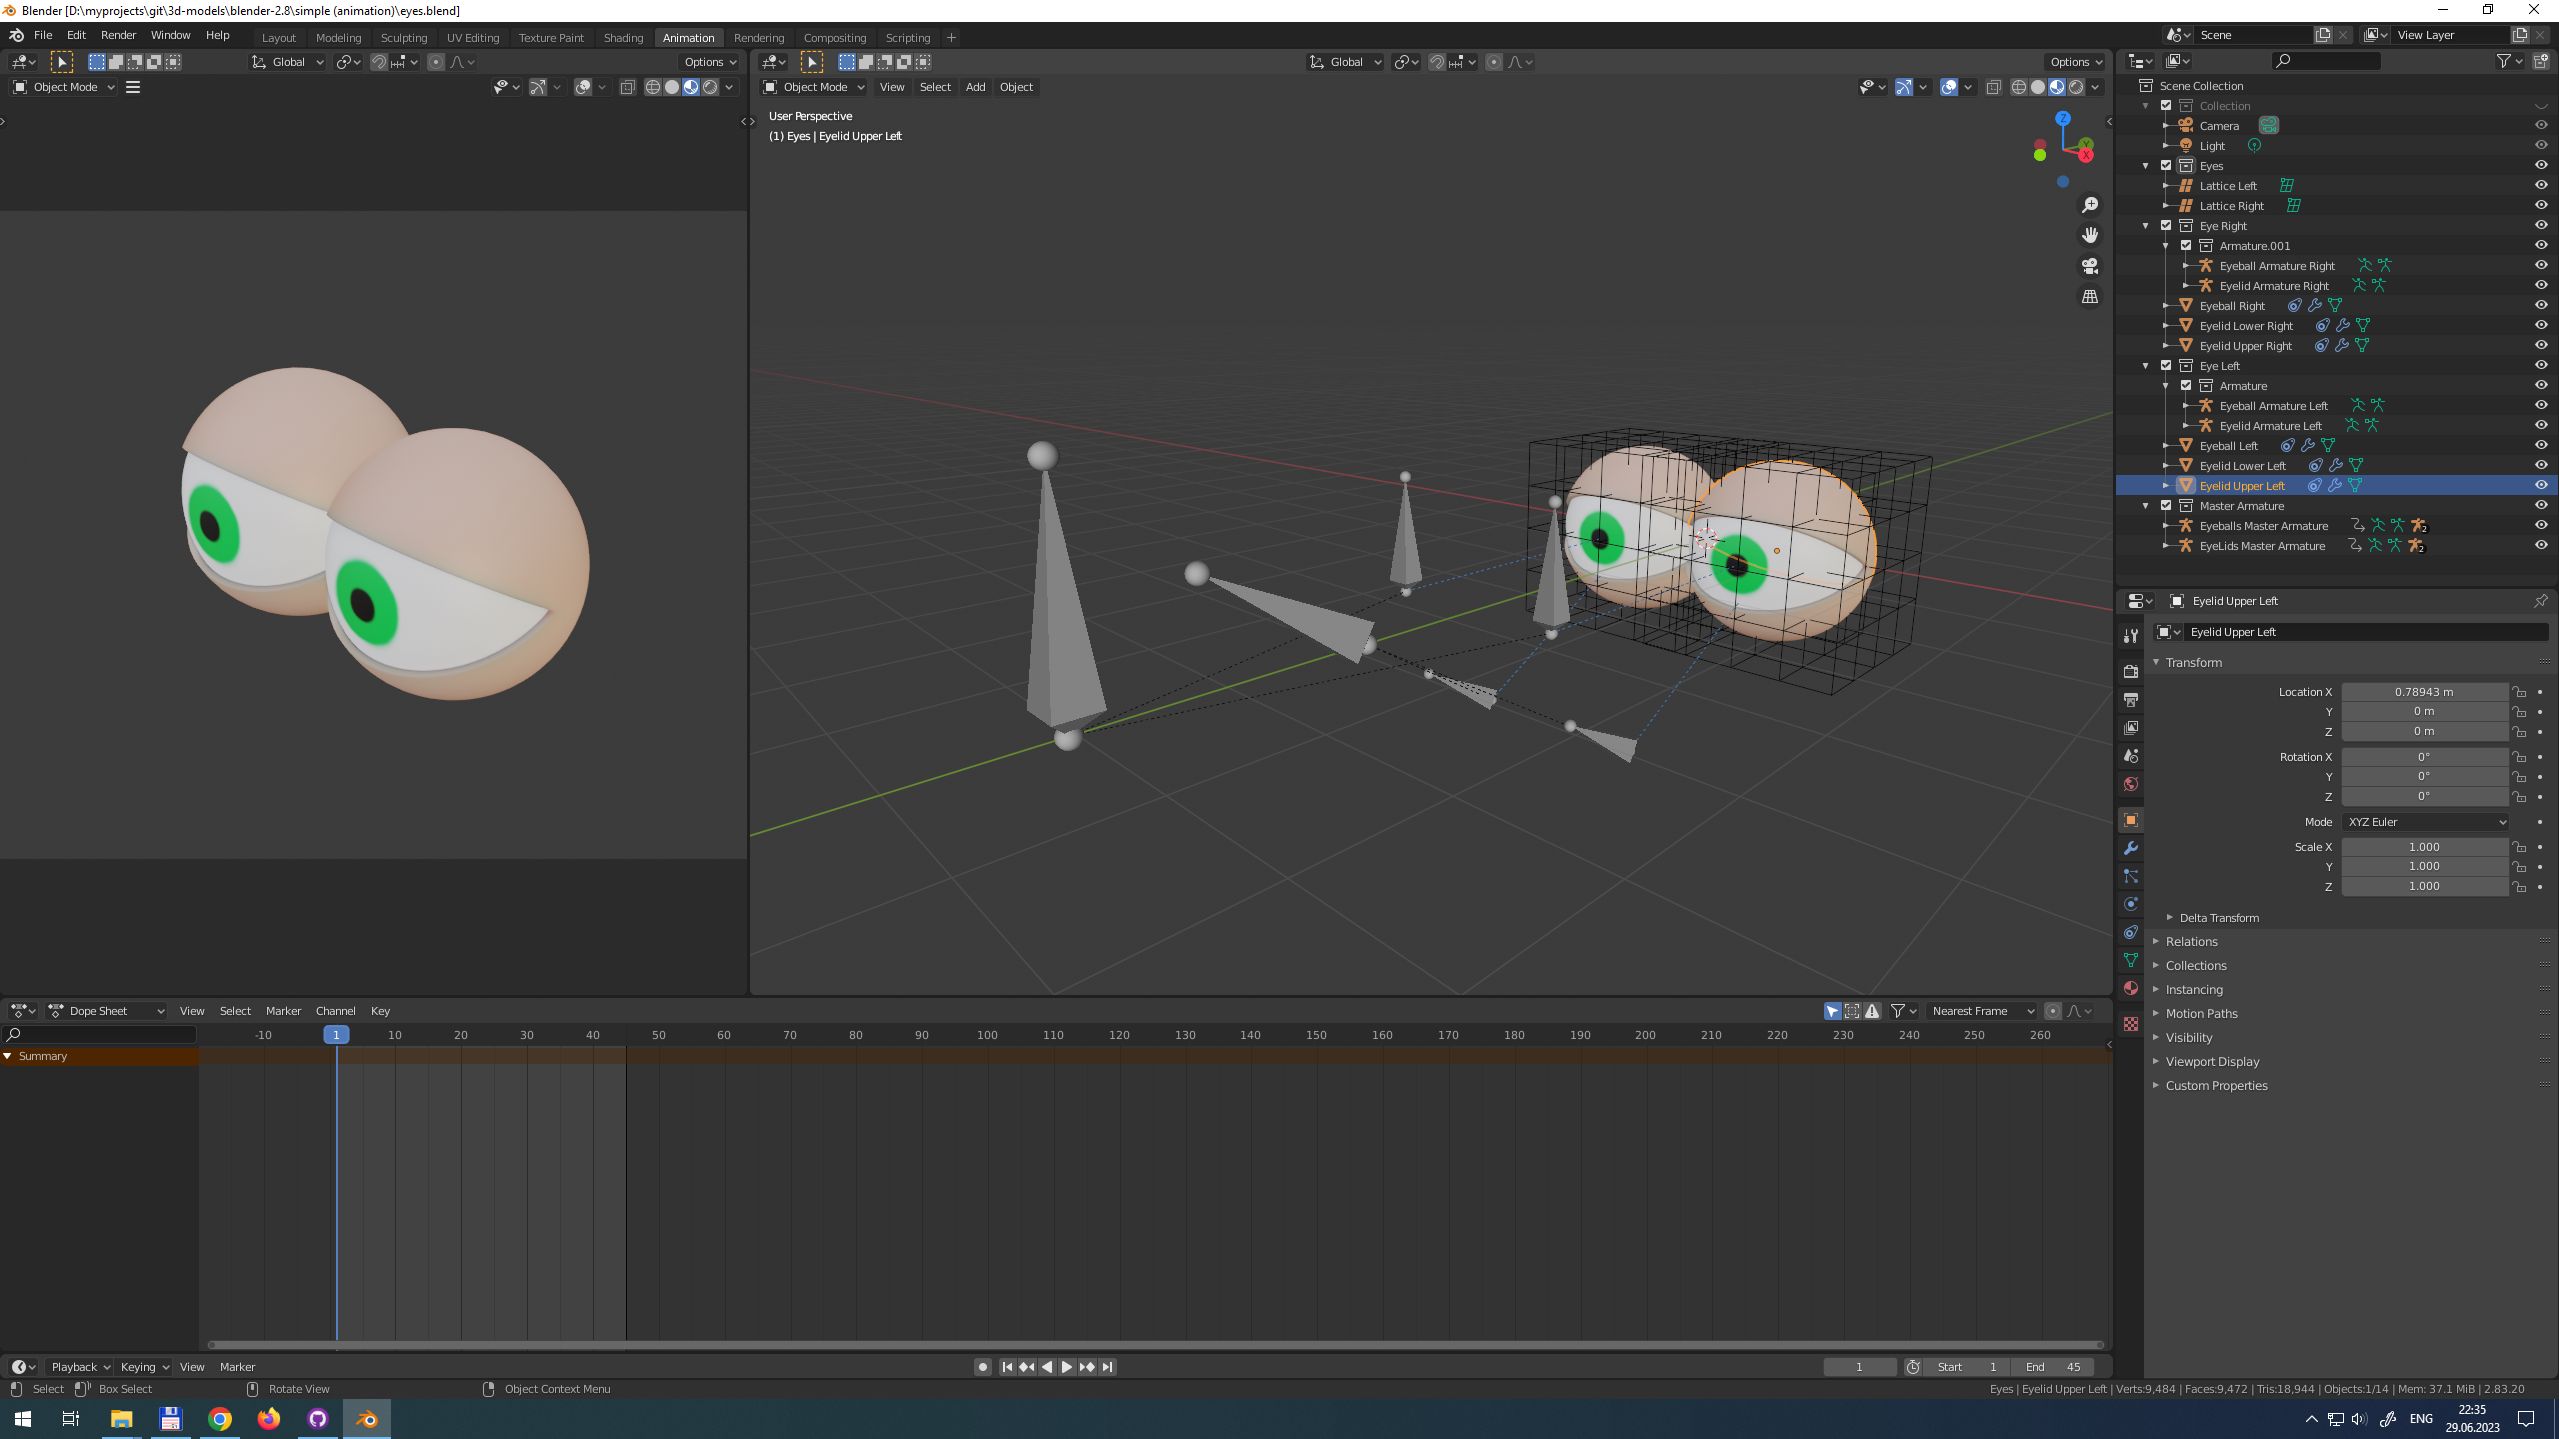 Blender [D:\myprojects\git\3d-models\blender-2.8\simple (animation)\eyes.blend]
File Edit Render Window Help Layout Modeling Sculpting UV Editing Texture Paint Shading Animation Rendering Compositing Scripting + Scene View Layer
Global Options Global Options
Object Mode Object Mode View Select Add Object
User Perspective
(1) Eyes | Eyelid Upper Left
Z
Y
X
Scene Collection
Collection
Camera
Light
Eyes
Lattice Left
Lattice Right
Eye Right
Armature.001
Eyeball Armature Right
Eyelid Armature Right
Eyeball Right
Eyelid Lower Right
Eyelid Upper Right
Eye Left
Armature
Eyeball Armature Left
Eyelid Armature Left
Eyeball Left
Eyelid Lower Left
Eyelid Upper Left
Master Armature
Eyeballs Master Armature 2
EyeLids Master Armature 2
Eyelid Upper Left
Eyelid Upper Left
Transform
Location X 0.78943 m
Y 0 m
Z 0 m
Rotation X 0°
Y 0°
Z 0°
Mode XYZ Euler
Scale X 1.000
Y 1.000
Z 1.000
Delta Transform
Relations
Collections
Instancing
Motion Paths
Visibility
Viewport Display
Custom Properties
Dope Sheet View Select Marker Channel Key Nearest Frame
-10 1 10 20 30 40 50 60 70 80 90 100 110 120 130 140 150 160 170 180 190 200 210 220 230 240 250 260
Summary
Playback Keying View Marker 1 Start 1 End 45
Select Box Select Rotate View Object Context Menu Eyes | Eyelid Upper Left | Verts:9,484 | Faces:9,472 | Tris:18,944 | Objects:1/14 | Mem: 37.1 MiB | 2.83.20
ENG
22:35
29.06.2023